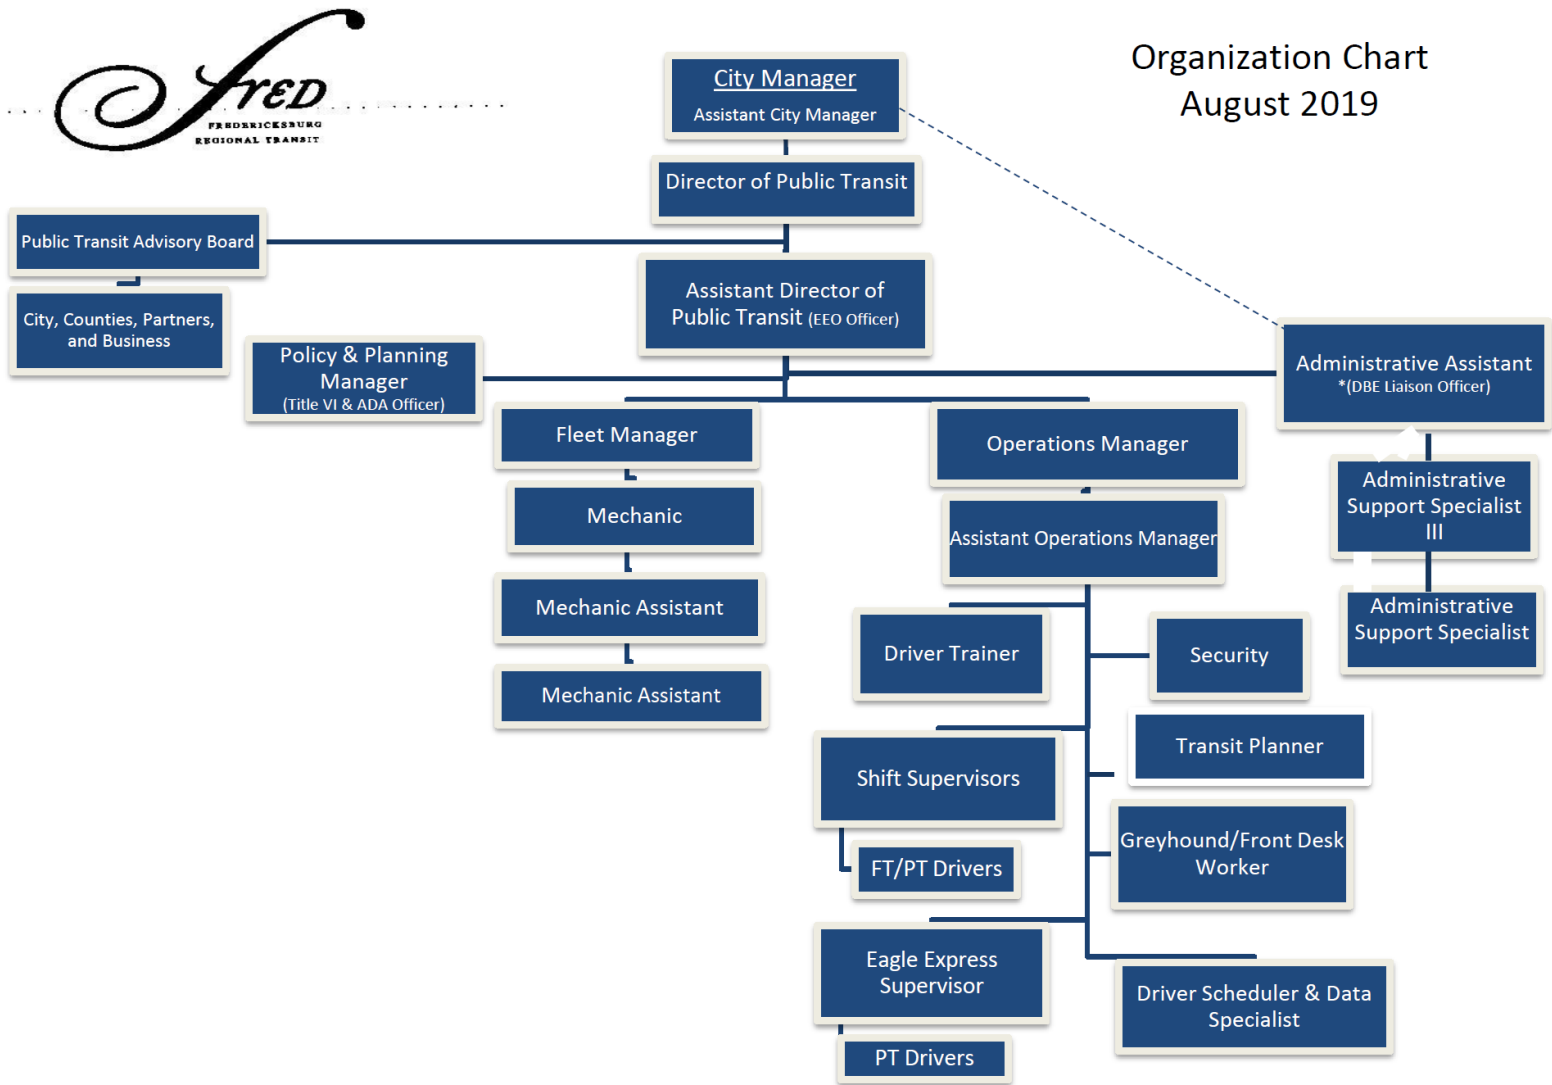 FRED
FREDERICKSBURG
REGIONAL TRANSIT
Organization Chart
August 2019
City Manager
Assistant City Manager
Director of Public Transit
Public Transit Advisory Board
City, Counties, Partners,
and Business
Assistant Director of
Public Transit (EEO Officer)
Policy & Planning
Manager
(Title VI & ADA Officer)
Administrative Assistant
*(DBE Liaison Officer)
Fleet Manager
Operations Manager
Mechanic
Assistant Operations Manager
Administrative
Support Specialist
III
Mechanic Assistant
Administrative
Support Specialist
Mechanic Assistant
Driver Trainer
Security
Transit Planner
Shift Supervisors
Greyhound/Front Desk
Worker
FT/PT Drivers
Eagle Express
Supervisor
Driver Scheduler & Data
Specialist
PT Drivers